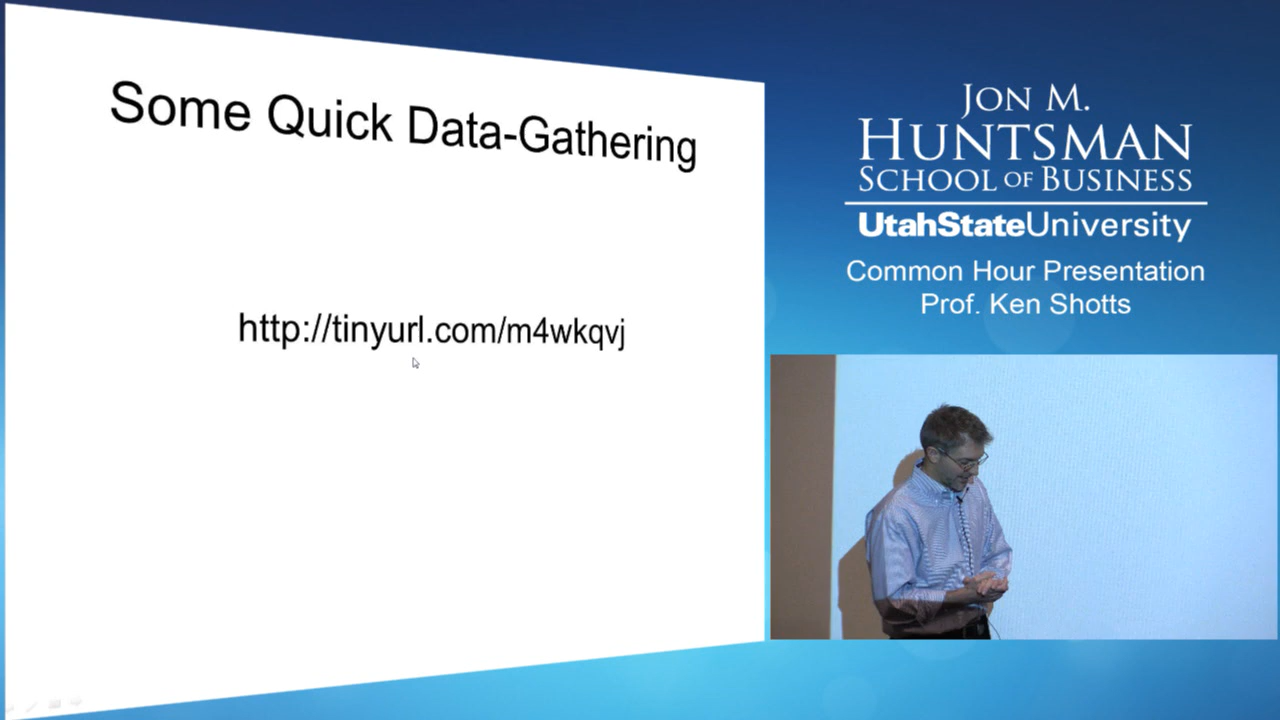 Some Quick Data-Gathering
http://tinyurl.com/m4wkqvj
JON M.
HUNTSMAN
SCHOOL OF BUSINESS
UtahStateUniversity
Common Hour Presentation
Prof. Ken Shotts